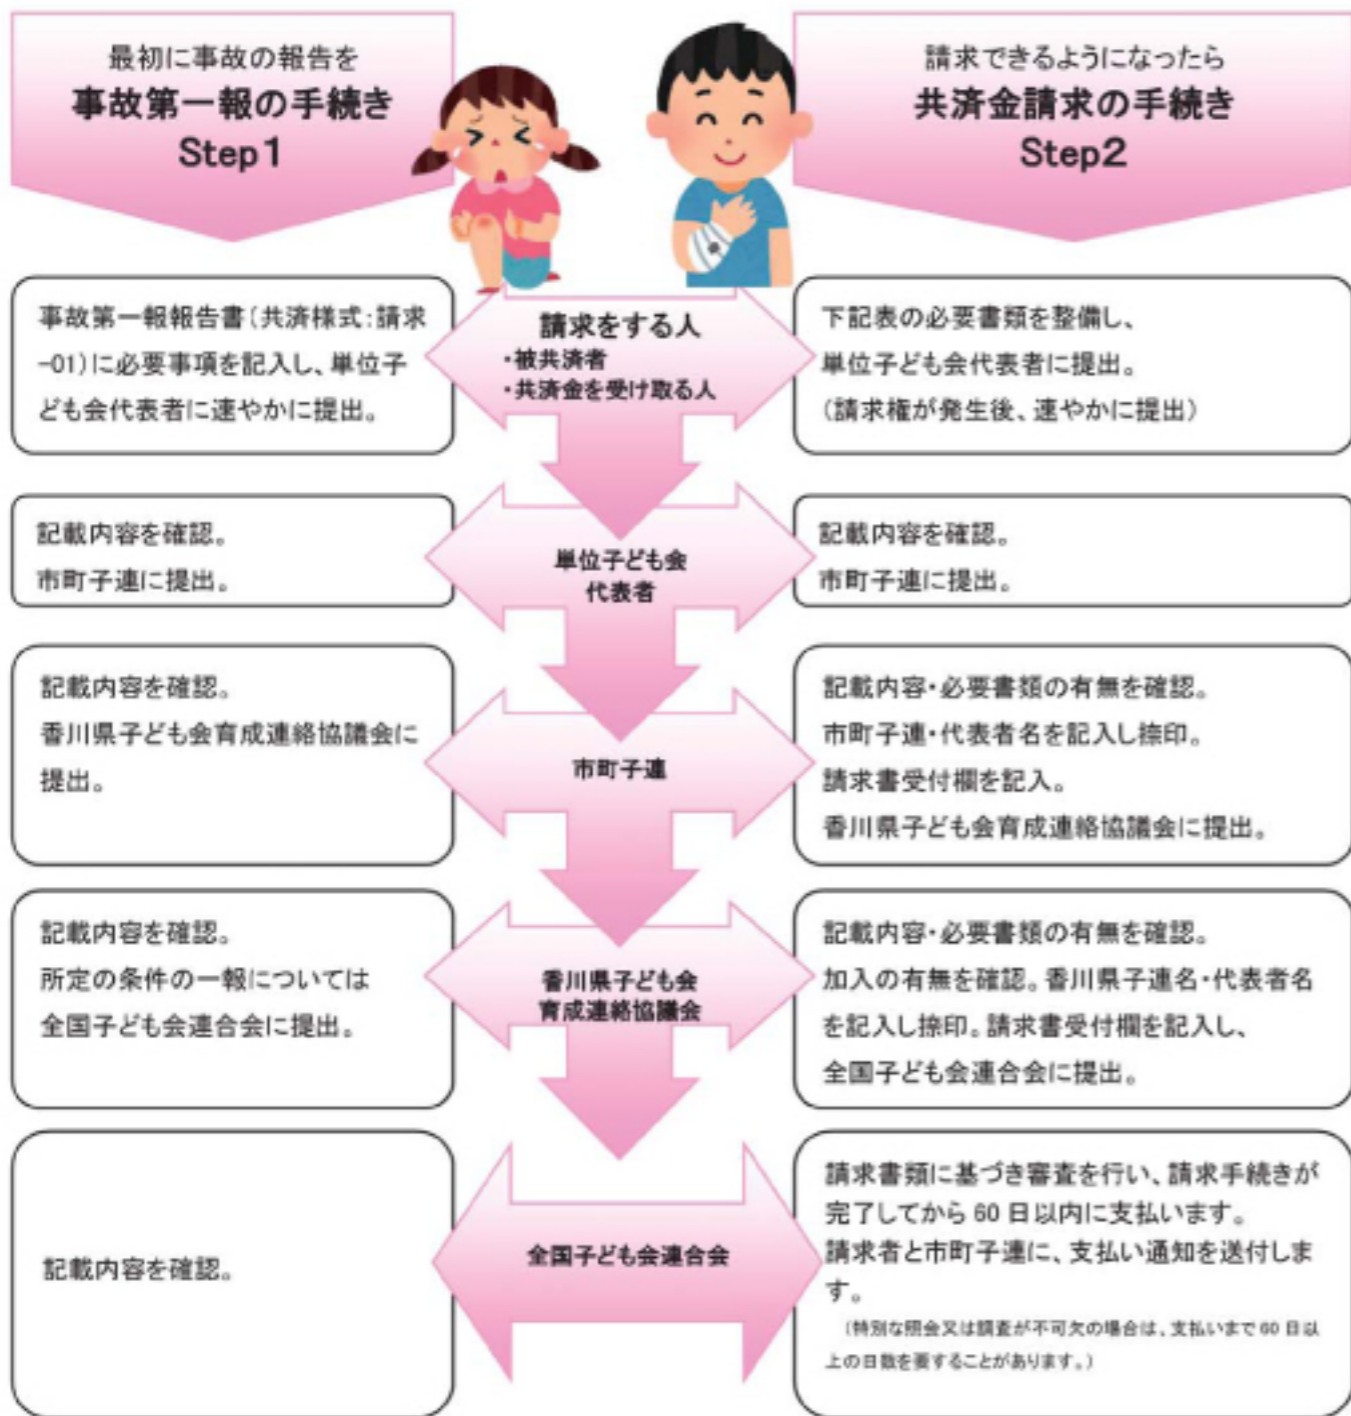 最初に事故の報告を
事故第一報の手続き
Step1
請求できるようになったら
共済金請求の手続き
Step2
事故第一報報告書(共済様式:請求
-01)に必要事項を記入し、単位子
ども会代表者に速やかに提出。
請求をする人
・被共済者
・共済金を受け取る人
下記表の必要書類を整備し、
単位子ども会代表者に提出。
(請求権が発生後、速やかに提出)
記載内容を確認。
市町子連に提出。
単位子ども会
代表者
記載内容を確認。
市町子連に提出。
記載内容を確認。
香川県子ども会育成連絡協議会に
提出。
市町子連
記載内容・必要書類の有無を確認。
市町子連・代表者名を記入し捺印。
請求書受付欄を記入。
香川県子ども会育成連絡協議会に提出。
記載内容を確認。
所定の条件の一報については
全国子ども会連合会に提出。
香川県子ども会
育成連絡協議会
記載内容・必要書類の有無を確認。
加入の有無を確認。香川県子連名・代表者名
を記入し捺印。請求書受付欄を記入し、
全国子ども会連合会に提出。
記載内容を確認。
全国子ども会連合会
請求書類に基づき審査を行い、請求手続きが
完了してから 60 日以内に支払います。
請求者と市町子連に、支払い通知を送付しま
す。
(特別な照会又は調査が不可欠の場合は、支払いまで 60 日以
上の日数を要することがあります。)